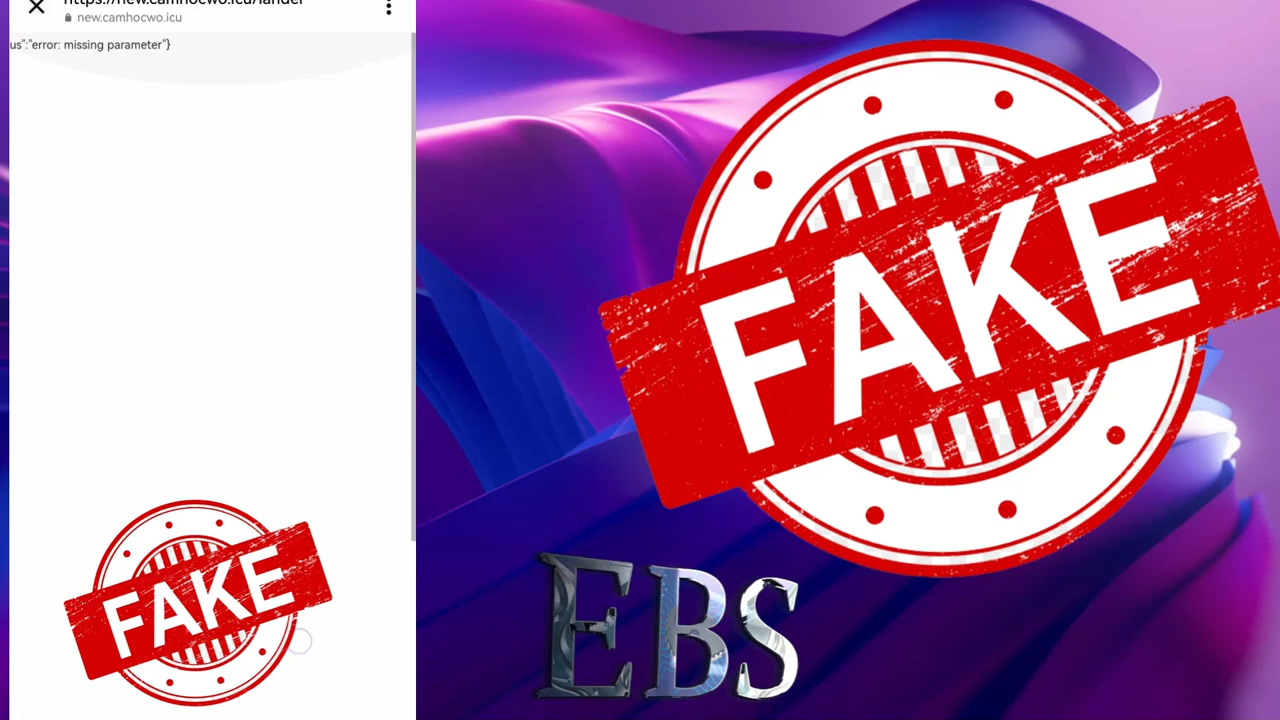 https://new.camhocwo.icu/lander
new.camhocwo.icu
us":"error: missing parameter"}
FAKE
FAKE
EBS